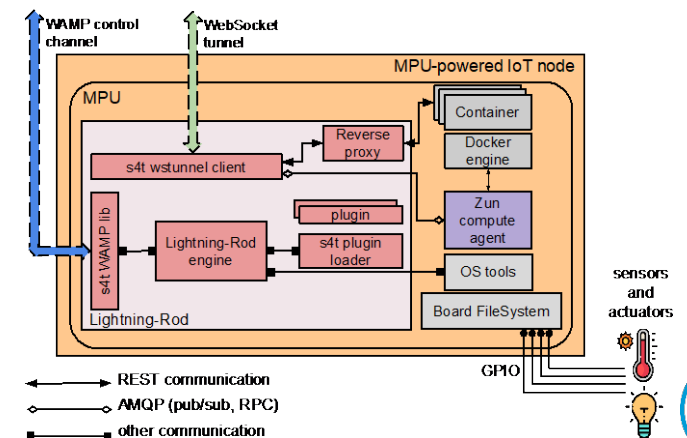 WAMP control
channel
WebSocket
tunnel
MPU-powered IoT node
MPU
Container
Reverse
proxy
Docker
engine
s4t wstunnel client
Zun
compute
agent
s4t WAMP lib
plugin
Lightning-Rod
engine
s4t plugin
loader
OS tools
Board FileSystem
Lightning-Rod
sensors
and
actuators
GPIO
REST communication
AMQP (pub/sub, RPC)
other communication